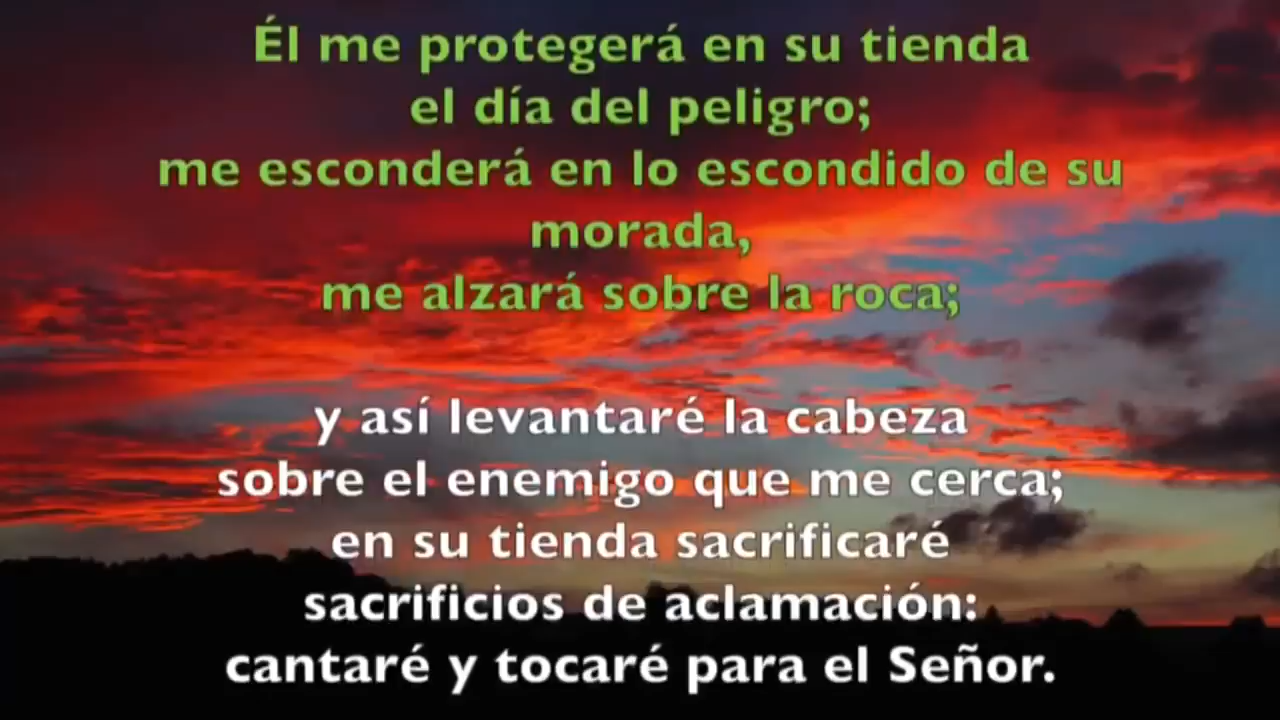 Él me protegerá en su tienda
el día del peligro;
me esconderá en lo escondido de su
morada,
me alzará sobre la roca;
y así levantaré la cabeza
sobre el enemigo que me cerca;
en su tienda sacrificaré
sacrificios de aclamación:
cantaré y tocaré para el Señor.